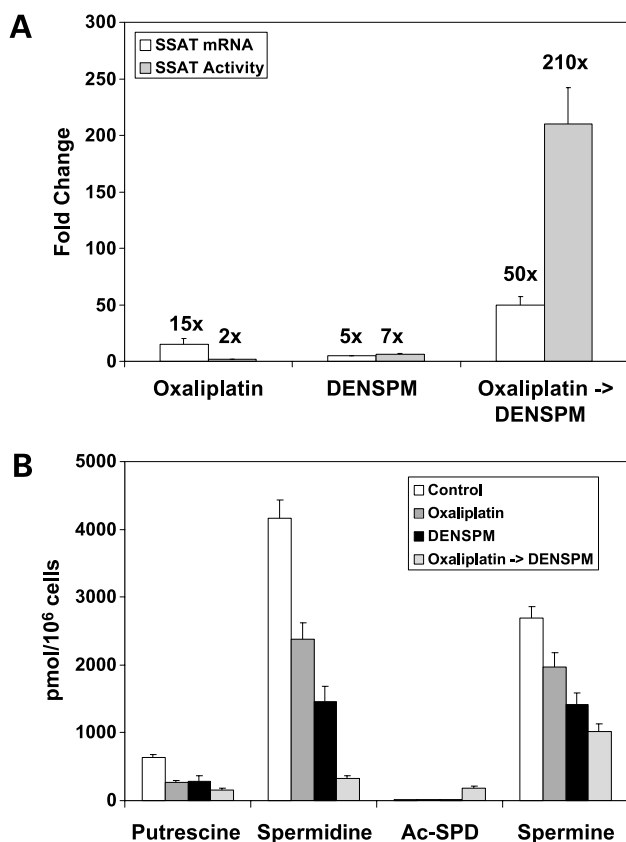 A
300
250
200
150
100
50
0
Fold Change
SSAT mRNA
SSAT Activity
15x
2x
5x
7x
50x
210x
Oxaliplatin
DENSPM
Oxaliplatin ->
DENSPM
B
5000
4000
3000
2000
1000
0
pmol/10⁶ cells
Control
Oxaliplatin
DENSPM
Oxaliplatin -> DENSPM
Putrescine
Spermidine
Ac-SPD
Spermine